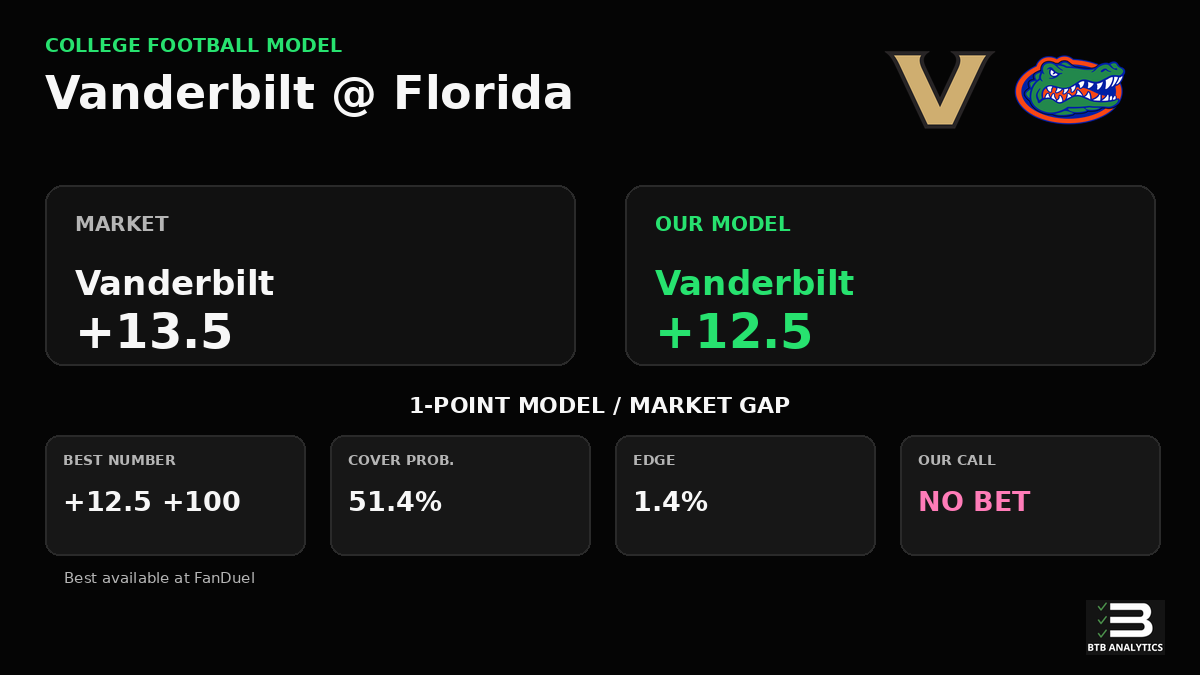 COLLEGE FOOTBALL MODEL
Vanderbilt @ Florida
V
MARKET
Vanderbilt
+13.5
OUR MODEL
Vanderbilt
+12.5
1-POINT MODEL / MARKET GAP
BEST NUMBER
+12.5 +100
COVER PROB.
51.4%
EDGE
1.4%
OUR CALL
NO BET
Best available at FanDuel
B
BTB ANALYTICS